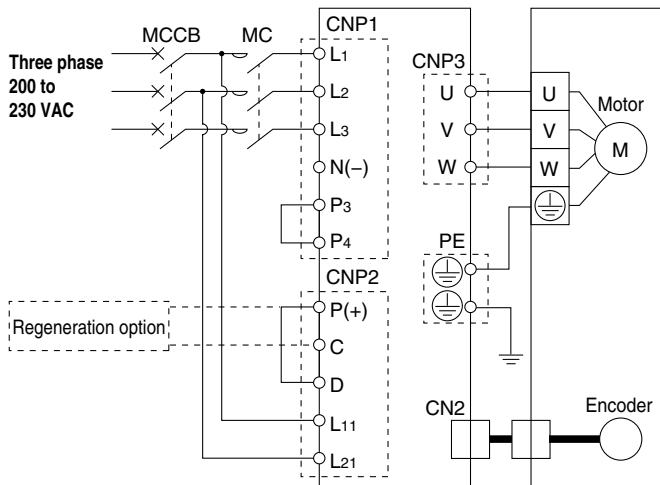 MCCB
MC
CNP1
Three phase
200 to
230 VAC
L1
L2
L3
N(−)
P3
P4
CNP3
U
V
W
U
V
W
Motor
M
PE
CNP2
Regeneration option
P(+)
C
D
L11
L21
CN2
Encoder